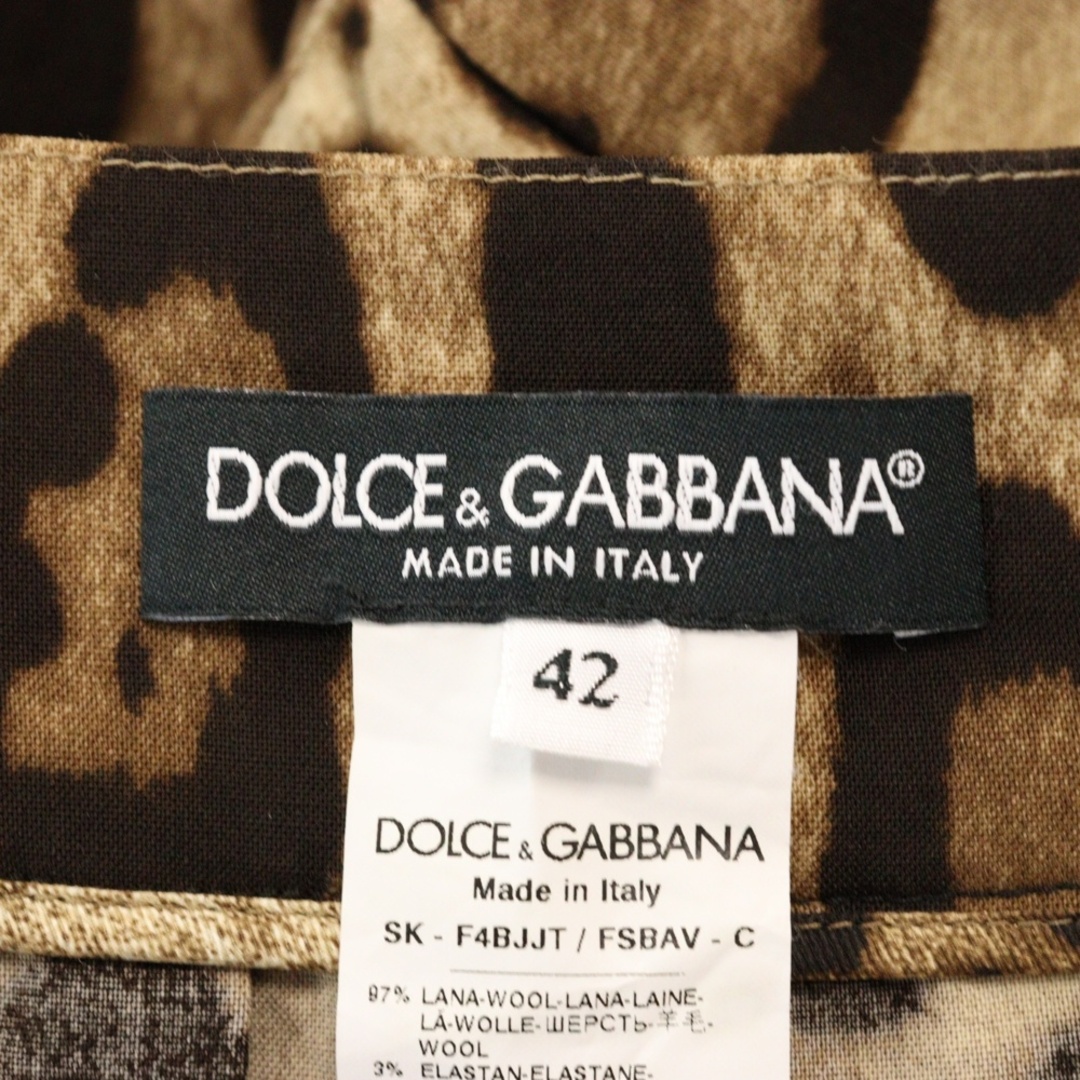 DOLCE & GABBANA®
MADE IN ITALY
42
DOLCE & GABBANA
Made in Italy
SK - F4BJJT / FSBAV - C
97% LANA-WOOL-LANA-LAINE-
LÃ-WOLLE-ШЕРСТЬ-羊毛-
WOOL
3% ELASTAN-ELASTANE-